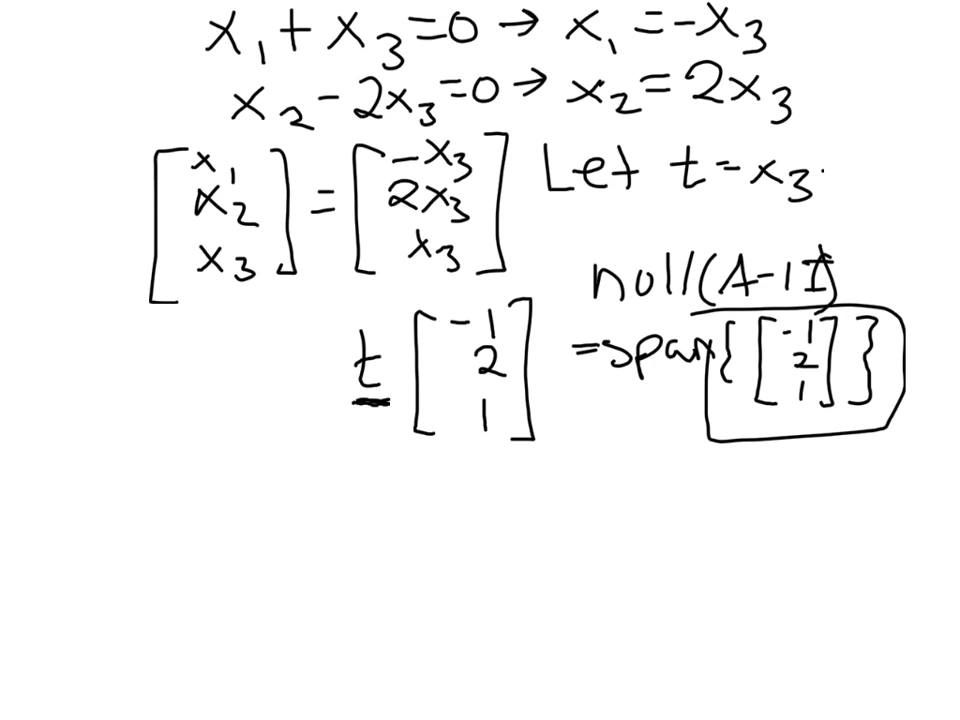 x₁ + x₃ = 0 → x₁ = -x₃
x₂ - 2x₃ = 0 → x₂ = 2x₃
[x₁ x₂ x₃] = [-x₃ 2x₃ x₃] Let t = x₃.
null(A-1I)
t [-1 2 1] = span{[-1 2 1]}